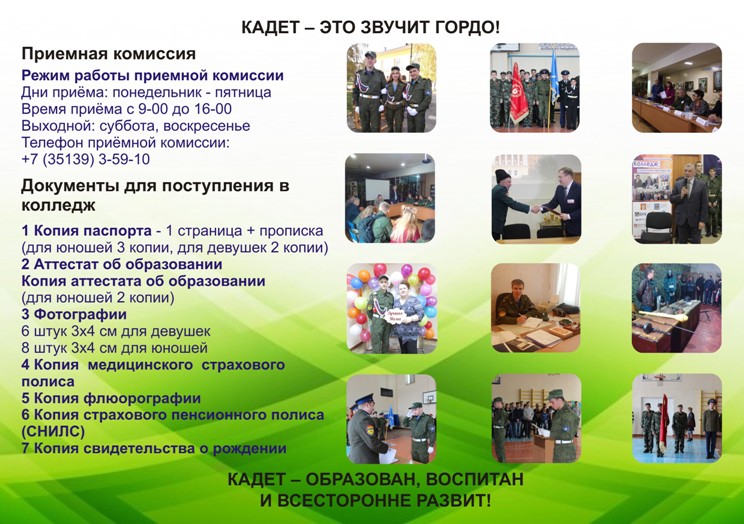 КАДЕТ – ЭТО ЗВУЧИТ ГОРДО!
Приемная комиссия
Режим работы приемной комиссии
Дни приёма: понедельник - пятница
Время приёма с 9-00 до 16-00
Выходной: суббота, воскресенье
Телефон приёмной комиссии:
+7 (35139) 3-59-10
Документы для поступления в
колледж
1 Копия паспорта - 1 страница + прописка
(для юношей 3 копии, для девушек 2 копии)
2 Аттестат об образовании
Копия аттестата об образовании
(для юношей 2 копии)
3 Фотографии
6 штук 3х4 см для девушек
8 штук 3х4 см для юношей
4 Копия медицинского страхового
полиса
5 Копия флюорографии
6 Копия страхового пенсионного полиса
(СНИЛС)
7 Копия свидетельства о рождении
КОЛЛЕДЖ
КАДЕТ – ОБРАЗОВАН, ВОСПИТАН
И ВСЕСТОРОННЕ РАЗВИТ!